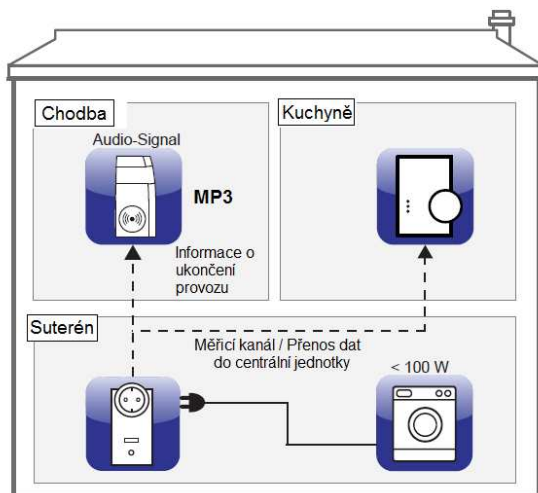 Chodba
Audio-Signal
MP3
Informace o
ukončení
provozu
Kuchyně
Suterén
Měřicí kanál / Přenos dat
do centrální jednotky
< 100 W